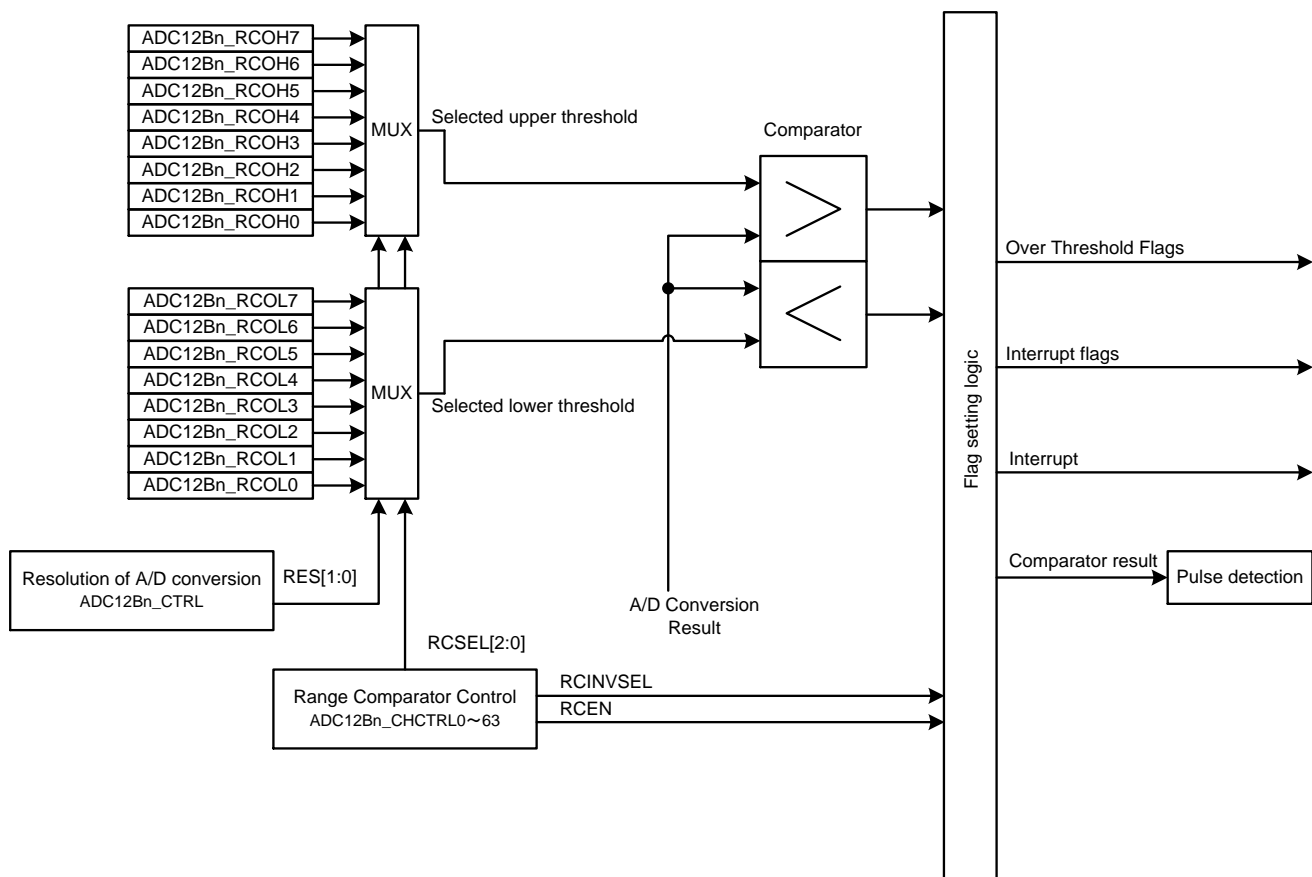 ADC12Bn_RCOH7
ADC12Bn_RCOH6
ADC12Bn_RCOH5
ADC12Bn_RCOH4
ADC12Bn_RCOH3
ADC12Bn_RCOH2
ADC12Bn_RCOH1
ADC12Bn_RCOH0
MUX
Selected upper threshold
Comparator
ADC12Bn_RCOL7
ADC12Bn_RCOL6
ADC12Bn_RCOL5
ADC12Bn_RCOL4
ADC12Bn_RCOL3
ADC12Bn_RCOL2
ADC12Bn_RCOL1
ADC12Bn_RCOL0
MUX
Selected lower threshold
Resolution of A/D conversion
ADC12Bn_CTRL
RES[1:0]
A/D Conversion
Result
RCSEL[2:0]
Range Comparator Control
ADC12Bn_CHCTRL0～63
RCINVSEL
RCEN
Flag setting logic
Over Threshold Flags
Interrupt flags
Interrupt
Comparator result
Pulse detection